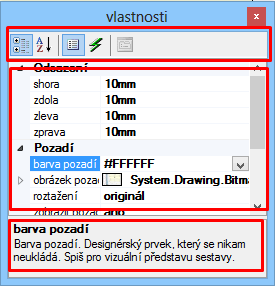 vlastnosti
Odsazení
shora 10mm
zdola 10mm
zleva 10mm
zprava 10mm
Pozadí
barva pozadí #FFFFFF
obrázek pozad System.Drawing.Bitma
roztažení originál
zobrazit pozad ano
barva pozadí
Barva pozadí. Designérský prvek, který se nikam
neukládá. Spíš pro vizuální představu sestavy.